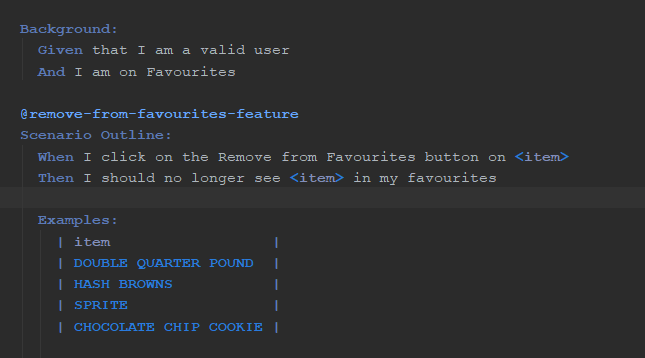 Background:
Given that I am a valid user
And I am on Favourites
@remove-from-favourites-feature
Scenario Outline:
When I click on the Remove from Favourites button on <item>
Then I should no longer see <item> in my favourites
Examples:
| item |
| DOUBLE QUARTER POUND |
| HASH BROWNS |
| SPRITE |
| CHOCOLATE CHIP COOKIE |